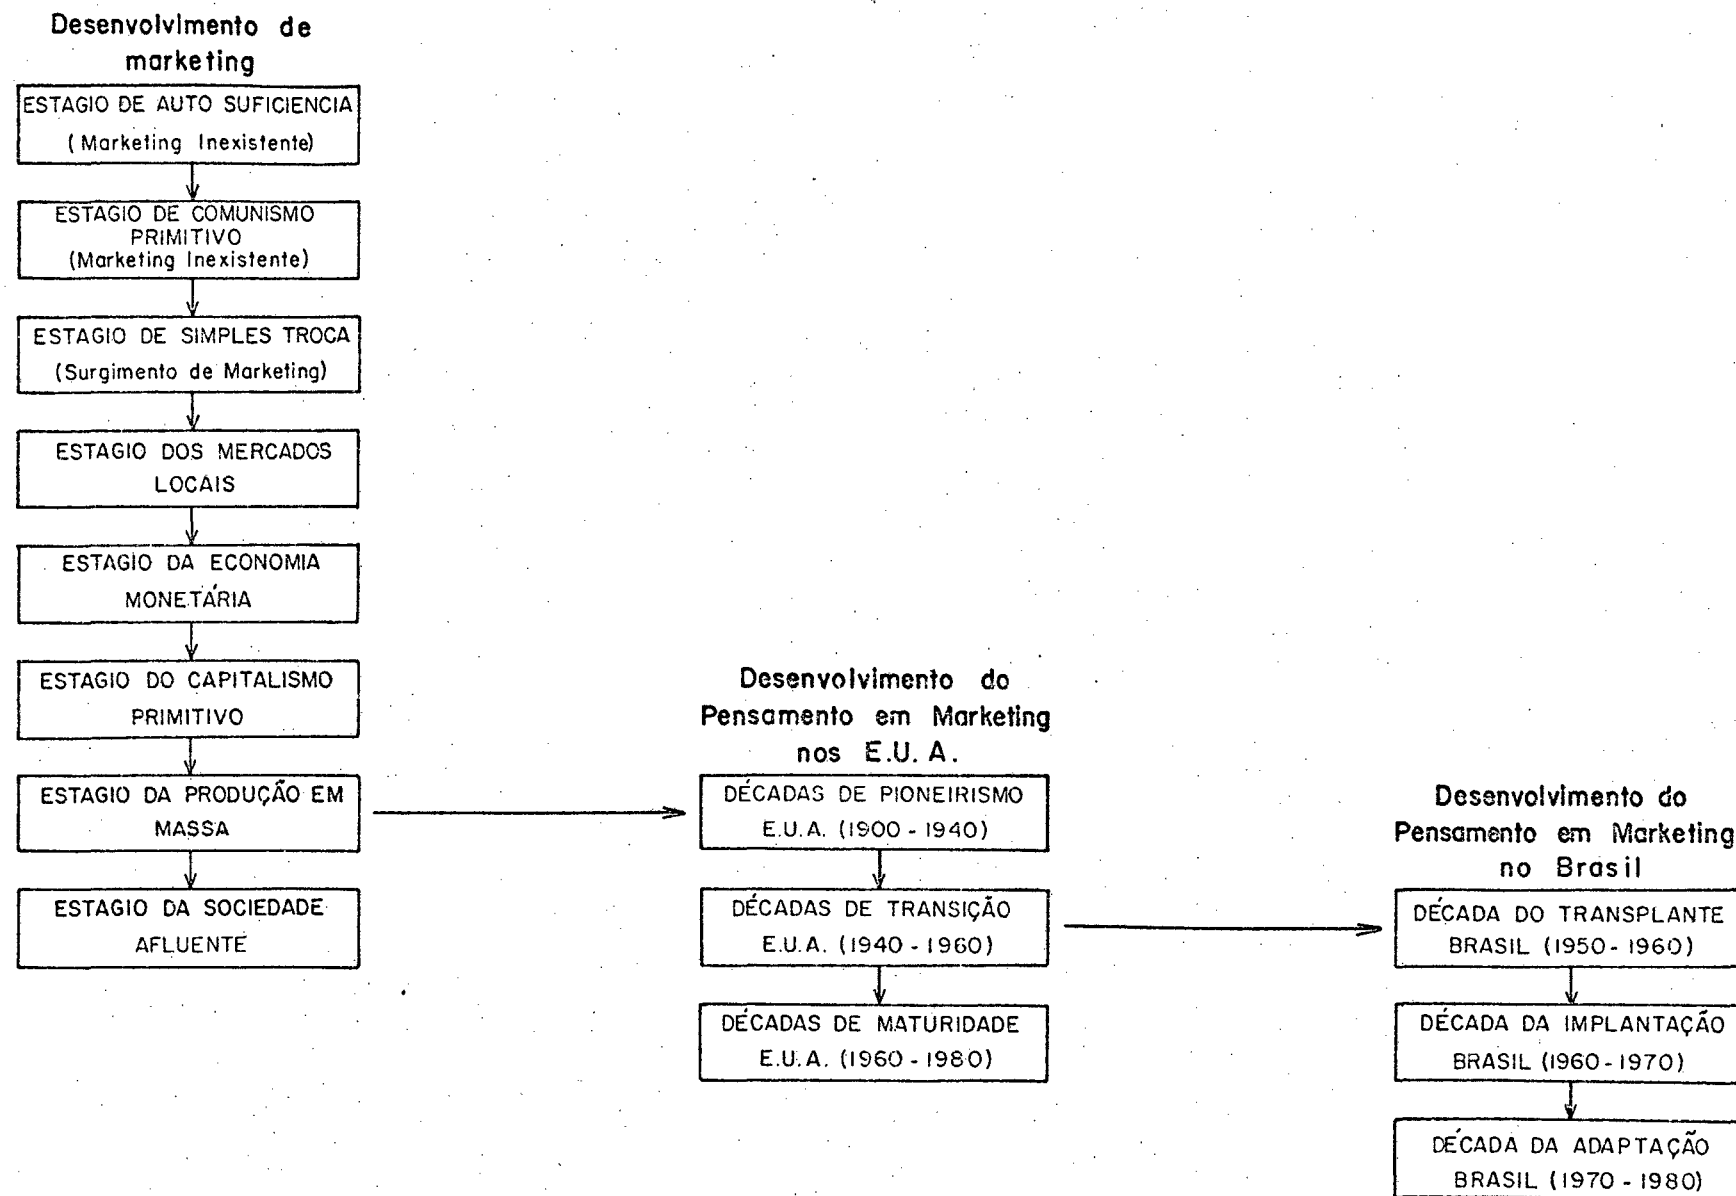 Desenvolvimento de
marketing
ESTAGIO DE AUTO SUFICIENCIA
(Marketing Inexistente)
ESTAGIO DE COMUNISMO
PRIMITIVO
(Marketing Inexistente)
ESTAGIO DE SIMPLES TROCA
(Surgimento de Marketing)
ESTAGIO DOS MERCADOS
LOCAIS
ESTAGIO DA ECONOMIA
MONETÁRIA
ESTAGIO DO CAPITALISMO
PRIMITIVO
ESTAGIO DA PRODUÇÃO EM
MASSA
ESTAGIO DA SOCIEDADE
AFLUENTE
Desenvolvimento do
Pensamento em Marketing
nos E.U.A.
DÉCADAS DE PIONEIRISMO
E.U.A. (1900 - 1940)
DÉCADAS DE TRANSIÇÃO
E.U.A. (1940 - 1960)
DÉCADAS DE MATURIDADE
E.U.A. (1960 - 1980)
Desenvolvimento do
Pensamento em Marketing
no Brasil
DÉCADA DO TRANSPLANTE
BRASIL (1950 - 1960)
DÉCADA DA IMPLANTAÇÃO
BRASIL (1960 - 1970)
DÉCADA DA ADAPTAÇÃO
BRASIL (1970 - 1980)